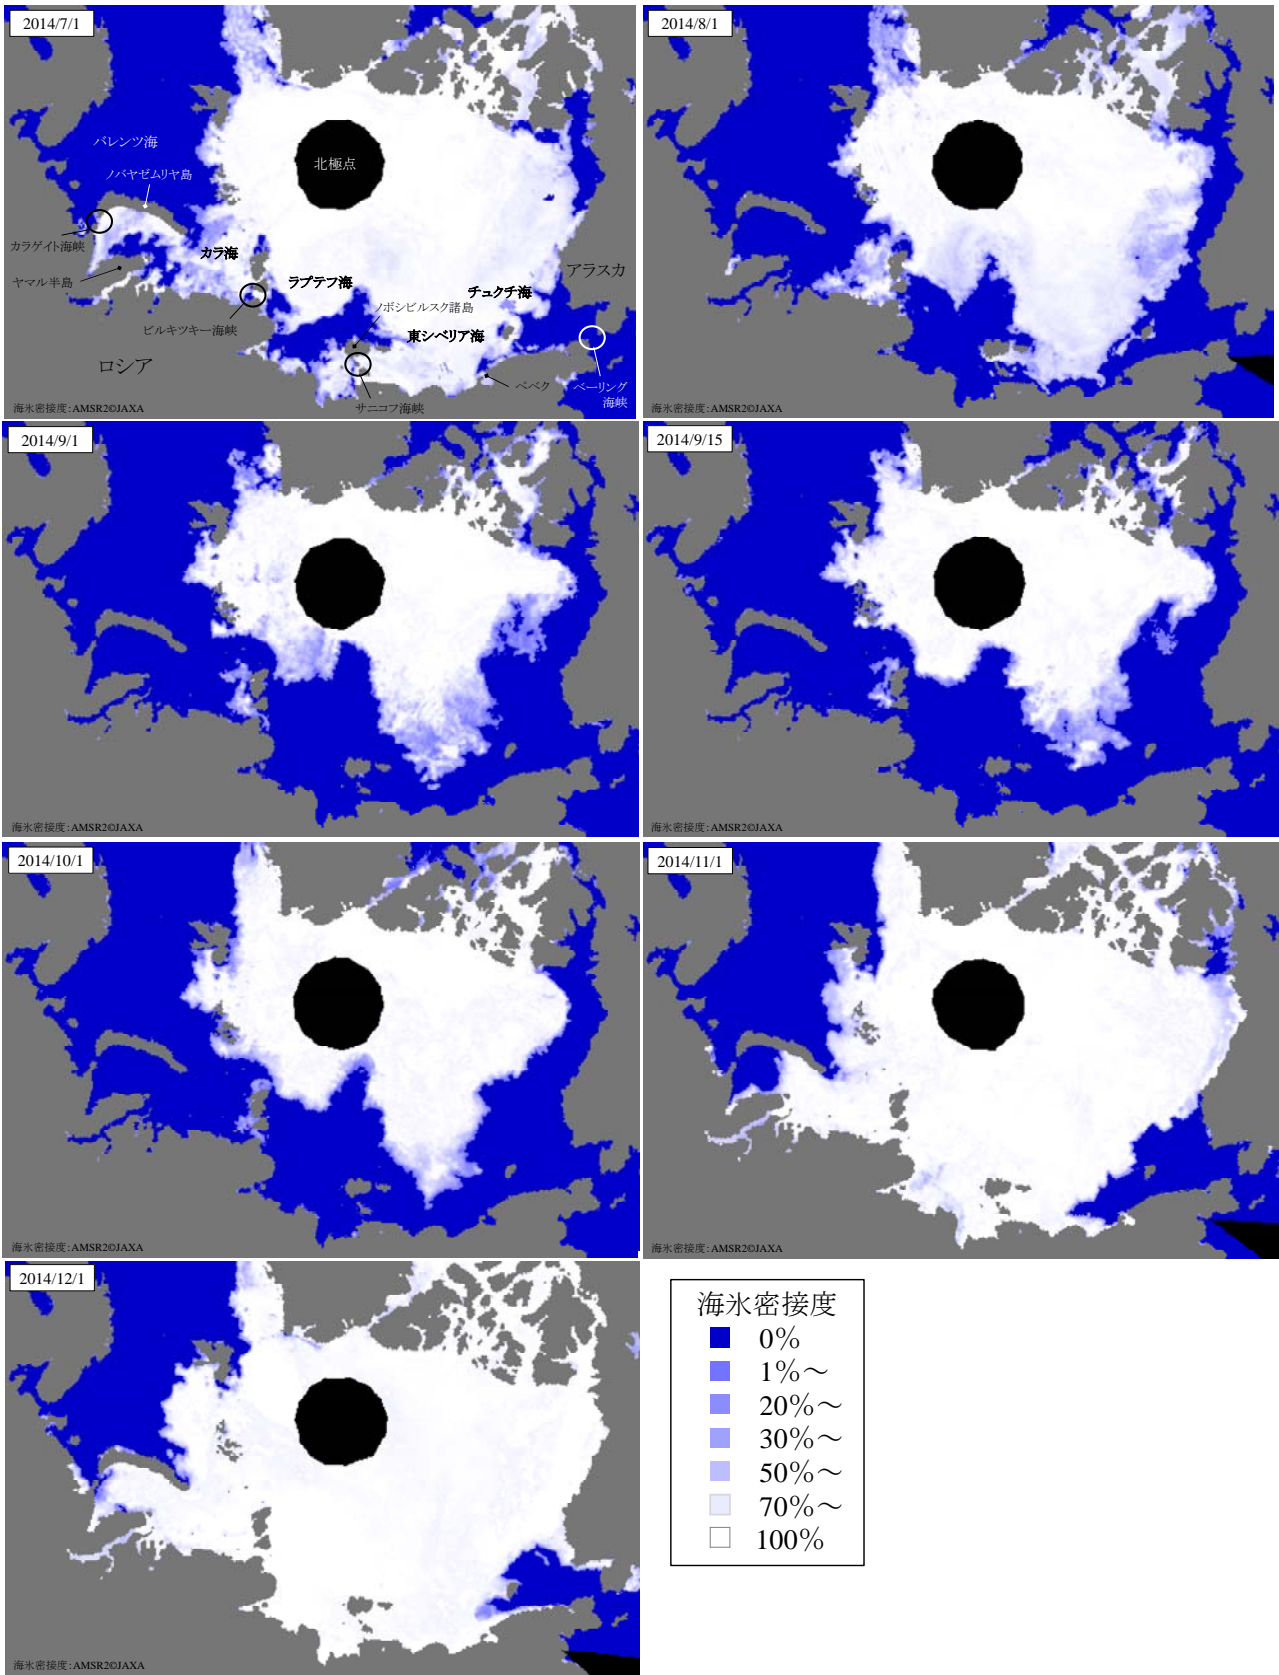 2014/7/1
バレンツ海
北極点
ノバヤゼムリヤ島
カラゲイト海峡
カラ海
ヤマル半島
ラプテフ海
アラスカ
チュクチ海
ノボシビルスク諸島
ビルキツキー海峡
東シベリア海
ロシア
ペベク
ベーリング
海峡
サニコフ海峡
海氷密接度:AMSR2©JAXA
2014/8/1
海氷密接度:AMSR2©JAXA
2014/9/1
海氷密接度:AMSR2©JAXA
2014/9/15
海氷密接度:AMSR2©JAXA
2014/10/1
海氷密接度:AMSR2©JAXA
2014/11/1
海氷密接度:AMSR2©JAXA
2014/12/1
海氷密接度:AMSR2©JAXA
海氷密接度
0%
1%~
20%~
30%~
50%~
70%~
100%